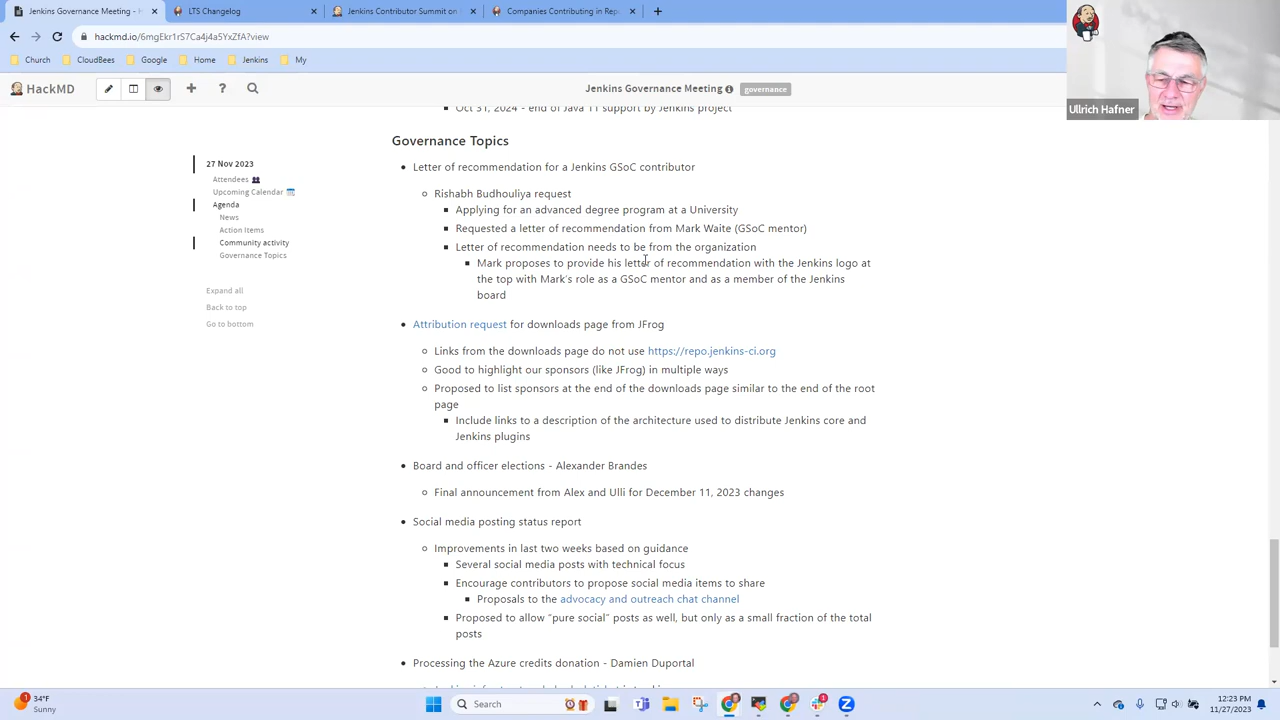 Jenkins Governance Meeting - H
LTS Changelog
Jenkins Contributor Summit on
Companies Contributing in Rep
hackmd.io/6mgEkr1rS7Ca4j4a5YxZfA?view
Church
CloudBees
Google
Home
Jenkins
My
HackMD
Jenkins Governance Meeting
governance
Ullrich Hafner
27 Nov 2023
Attendees
Upcoming Calendar
Agenda
News
Action Items
Community activity
Governance Topics
Expand all
Back to top
Go to bottom
Oct 31, 2024 - end of Java 11 support by Jenkins project
Governance Topics
Letter of recommendation for a Jenkins GSoC contributor
Rishabh Budhouliya request
Applying for an advanced degree program at a University
Requested a letter of recommendation from Mark Waite (GSoC mentor)
Letter of recommendation needs to be from the organization
Mark proposes to provide his letter of recommendation with the Jenkins logo at
the top with Mark's role as a GSoC mentor and as a member of the Jenkins
board
Attribution request for downloads page from JFrog
Links from the downloads page do not use https://repo.jenkins-ci.org
Good to highlight our sponsors (like JFrog) in multiple ways
Proposed to list sponsors at the end of the downloads page similar to the end of the root
page
Include links to a description of the architecture used to distribute Jenkins core and
Jenkins plugins
Board and officer elections - Alexander Brandes
Final announcement from Alex and Ulli for December 11, 2023 changes
Social media posting status report
Improvements in last two weeks based on guidance
Several social media posts with technical focus
Encourage contributors to propose social media items to share
Proposals to the advocacy and outreach chat channel
Proposed to allow "pure social" posts as well, but only as a small fraction of the total
posts
Processing the Azure credits donation - Damien Duportal
34°F
Sunny
Search
12:23 PM
11/27/2023